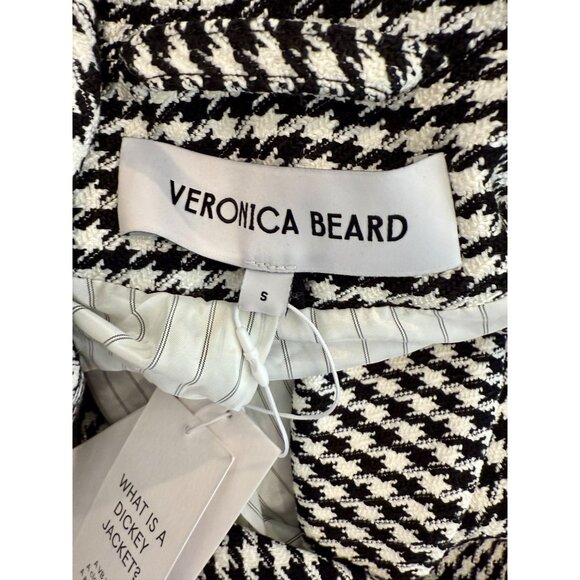 VERONICA BEARD
S
WHAT IS A
DICKEY
JACKET?